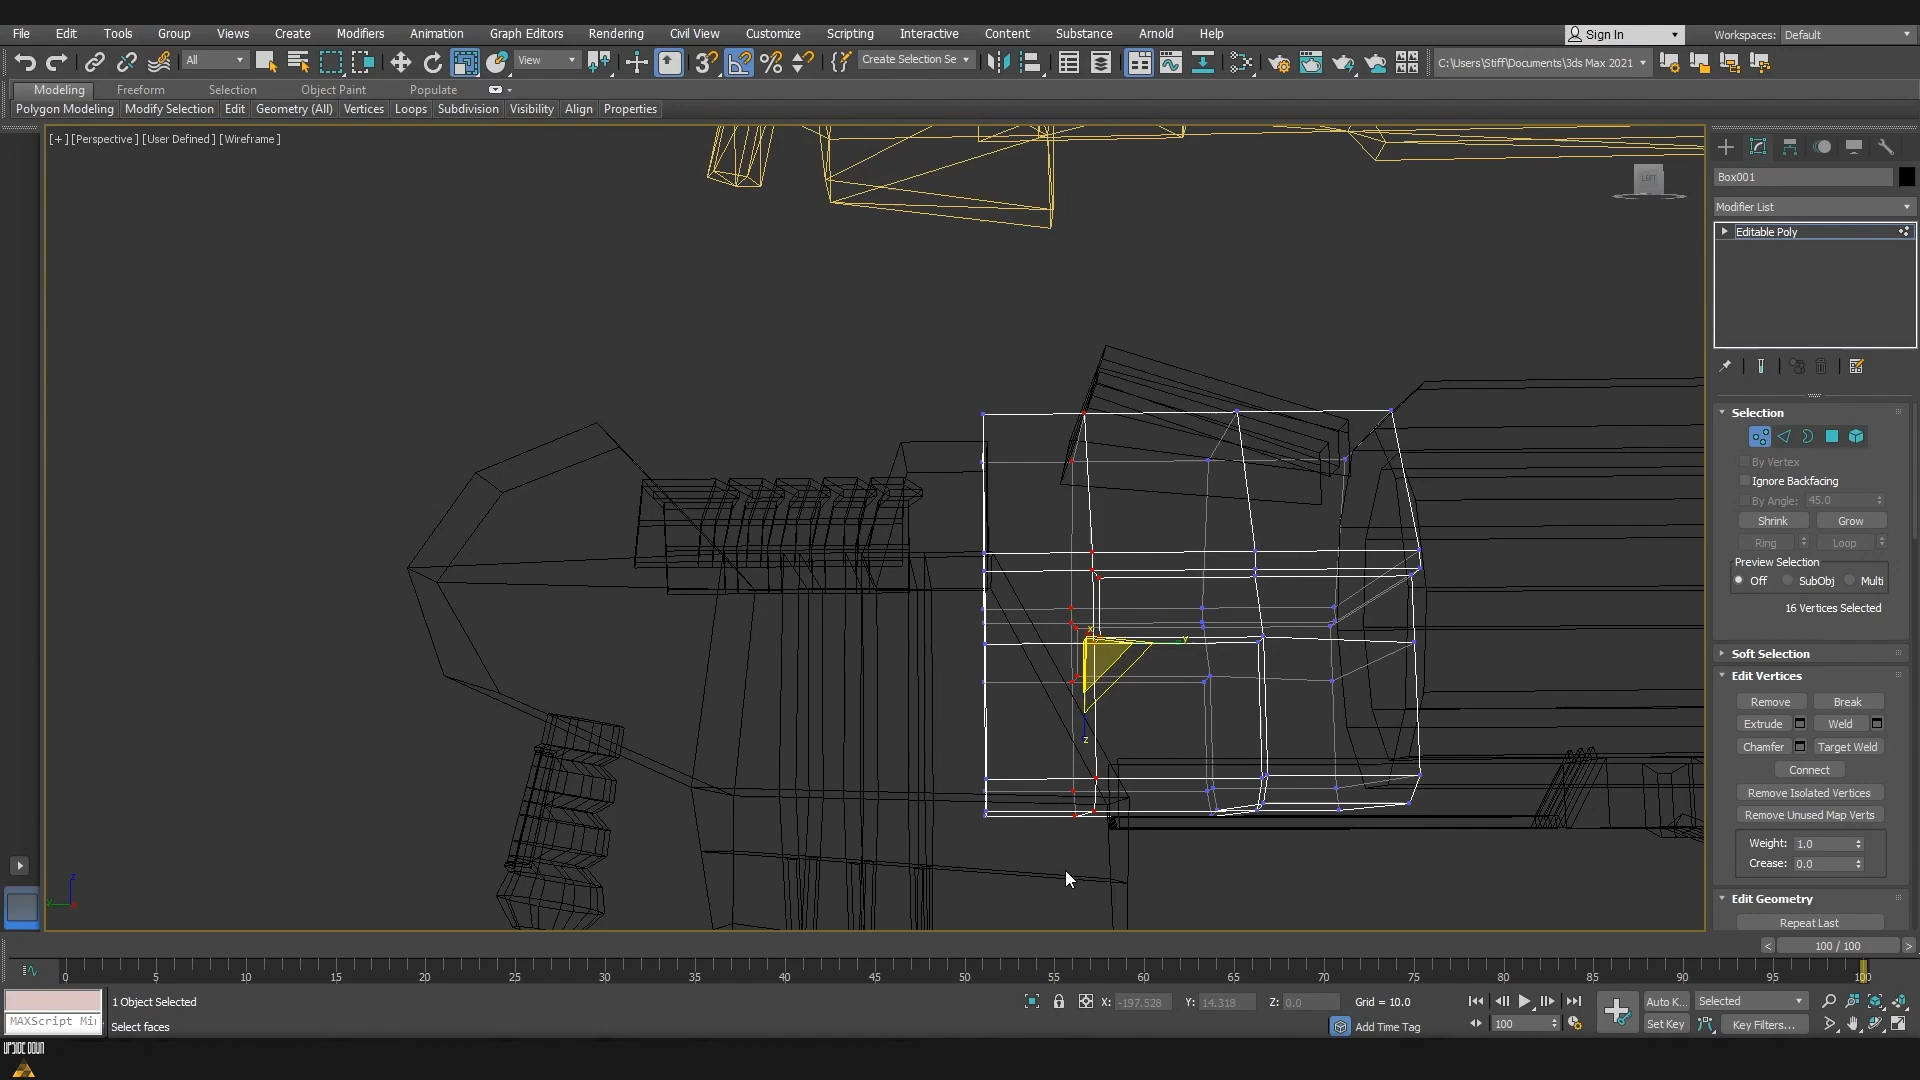 File Edit Tools Group Views Create Modifiers Animation Graph Editors Rendering Civil View Customize Scripting Interactive Content Substance Arnold Help Sign In Workspaces: Default
All View Create Selection Se C:\Users\Stiff\Documents\3ds Max 2021
Modeling Freeform Selection Object Paint Populate
Polygon Modeling Modify Selection Edit Geometry (All) Vertices Loops Subdivision Visibility Align Properties
[+] [Perspective] [User Defined] [Wireframe]
LEFT
Box001
Modifier List
Editable Poly
Selection
By Vertex
Ignore Backfacing
By Angle: 45.0
Shrink Grow
Ring Loop
Preview Selection
Off SubObj Multi
16 Vertices Selected
Soft Selection
Edit Vertices
Remove Break
Extrude Weld
Chamfer Target Weld
Connect
Remove Isolated Vertices
Remove Unused Map Verts
Weight: 1.0
Crease: 0.0
Edit Geometry
Repeat Last
x y
z
z
y
< 100 / 100 >
0 5 10 15 20 25 30 35 40 45 50 55 60 65 70 75 80 85 90 95 100
1 Object Selected X: -197.528 Y: 14.318 Z: 0.0 Grid = 10.0 Auto K... Selected
MAXScript Mi Select faces Add Time Tag 100 Set Key Key Filters...
UPSIDE DOWN